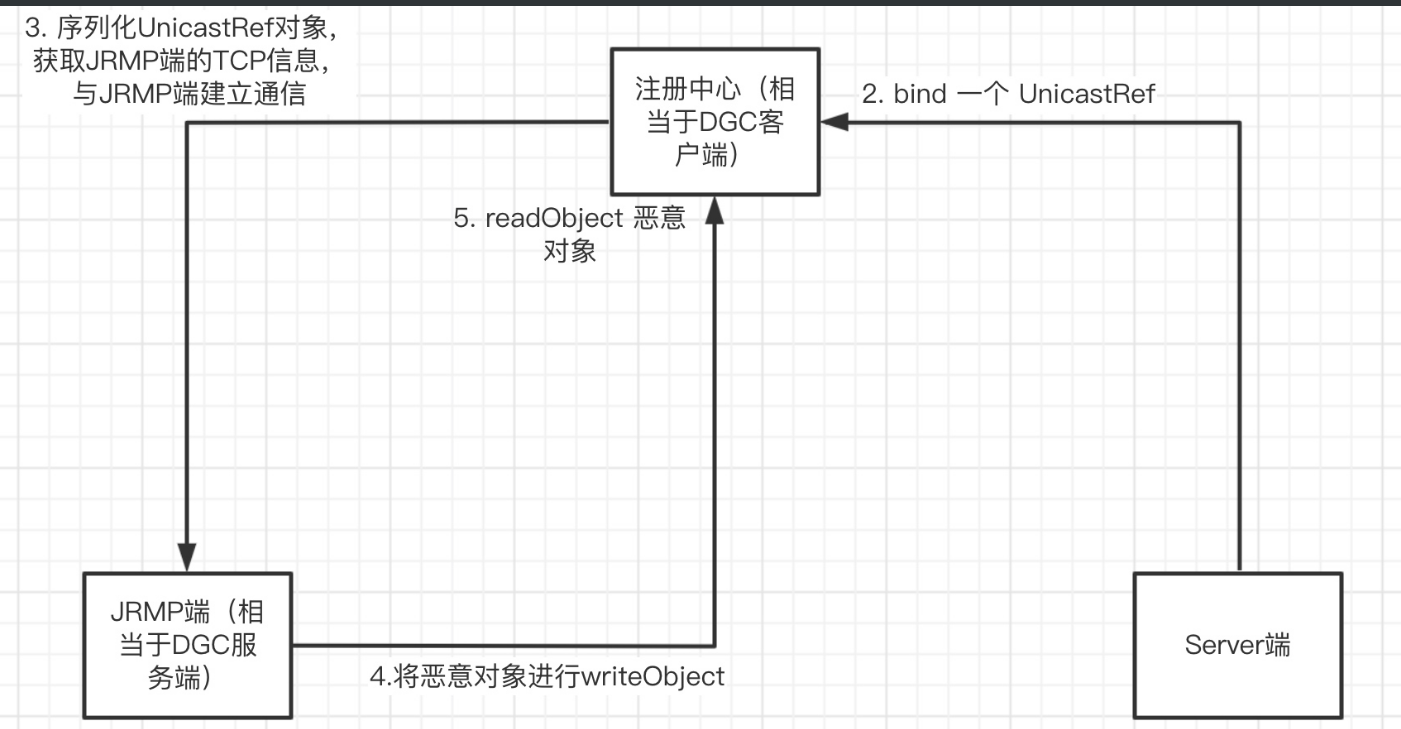 3. 序列化UnicastRef对象，
获取JRMP端的TCP信息，
与JRMP端建立通信
注册中心（相
当于DGC客
户端）
2. bind 一个 UnicastRef
5. readObject 恶意
对象
JRMP端（相
当于DGC服
务端）
4.将恶意对象进行writeObject
Server端